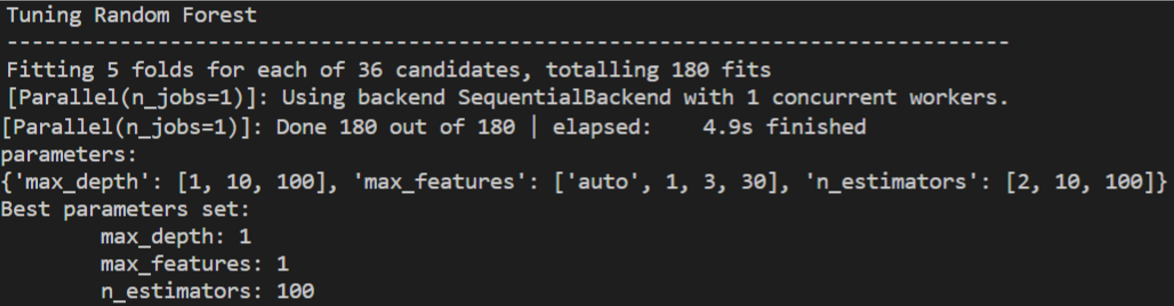 Tuning Random Forest
--------------------------------------------------------------------------------
Fitting 5 folds for each of 36 candidates, totalling 180 fits
[Parallel(n_jobs=1)]: Using backend SequentialBackend with 1 concurrent workers.
[Parallel(n_jobs=1)]: Done 180 out of 180 | elapsed:    4.9s finished
parameters:
{'max_depth': [1, 10, 100], 'max_features': ['auto', 1, 3, 30], 'n_estimators': [2, 10, 100]}
Best parameters set:
        max_depth: 1
        max_features: 1
        n_estimators: 100